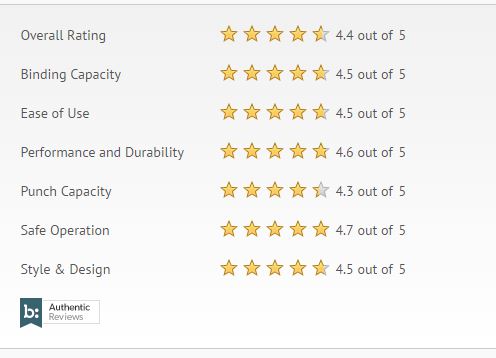 Overall Rating 4.4 out of 5
Binding Capacity 4.5 out of 5
Ease of Use 4.5 out of 5
Performance and Durability 4.6 out of 5
Punch Capacity 4.3 out of 5
Safe Operation 4.7 out of 5
Style & Design 4.5 out of 5
b: Authentic
Reviews